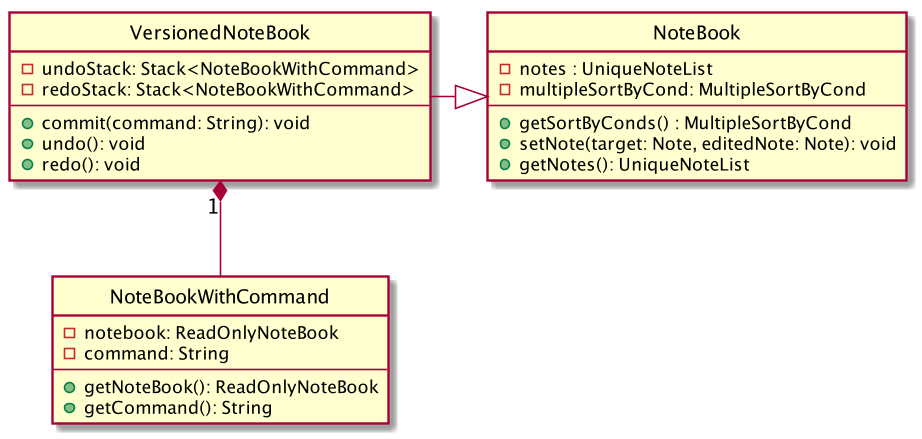 VersionedNoteBook
undoStack: Stack<NoteBookWithCommand>
redoStack: Stack<NoteBookWithCommand>
commit(command: String): void
undo(): void
redo(): void
NoteBook
notes : UniqueNoteList
multipleSortByCond: MultipleSortByCond
getSortByConds() : MultipleSortByCond
setNote(target: Note, editedNote: Note): void
getNotes(): UniqueNoteList
1
NoteBookWithCommand
notebook: ReadOnlyNoteBook
command: String
getNoteBook(): ReadOnlyNoteBook
getCommand(): String